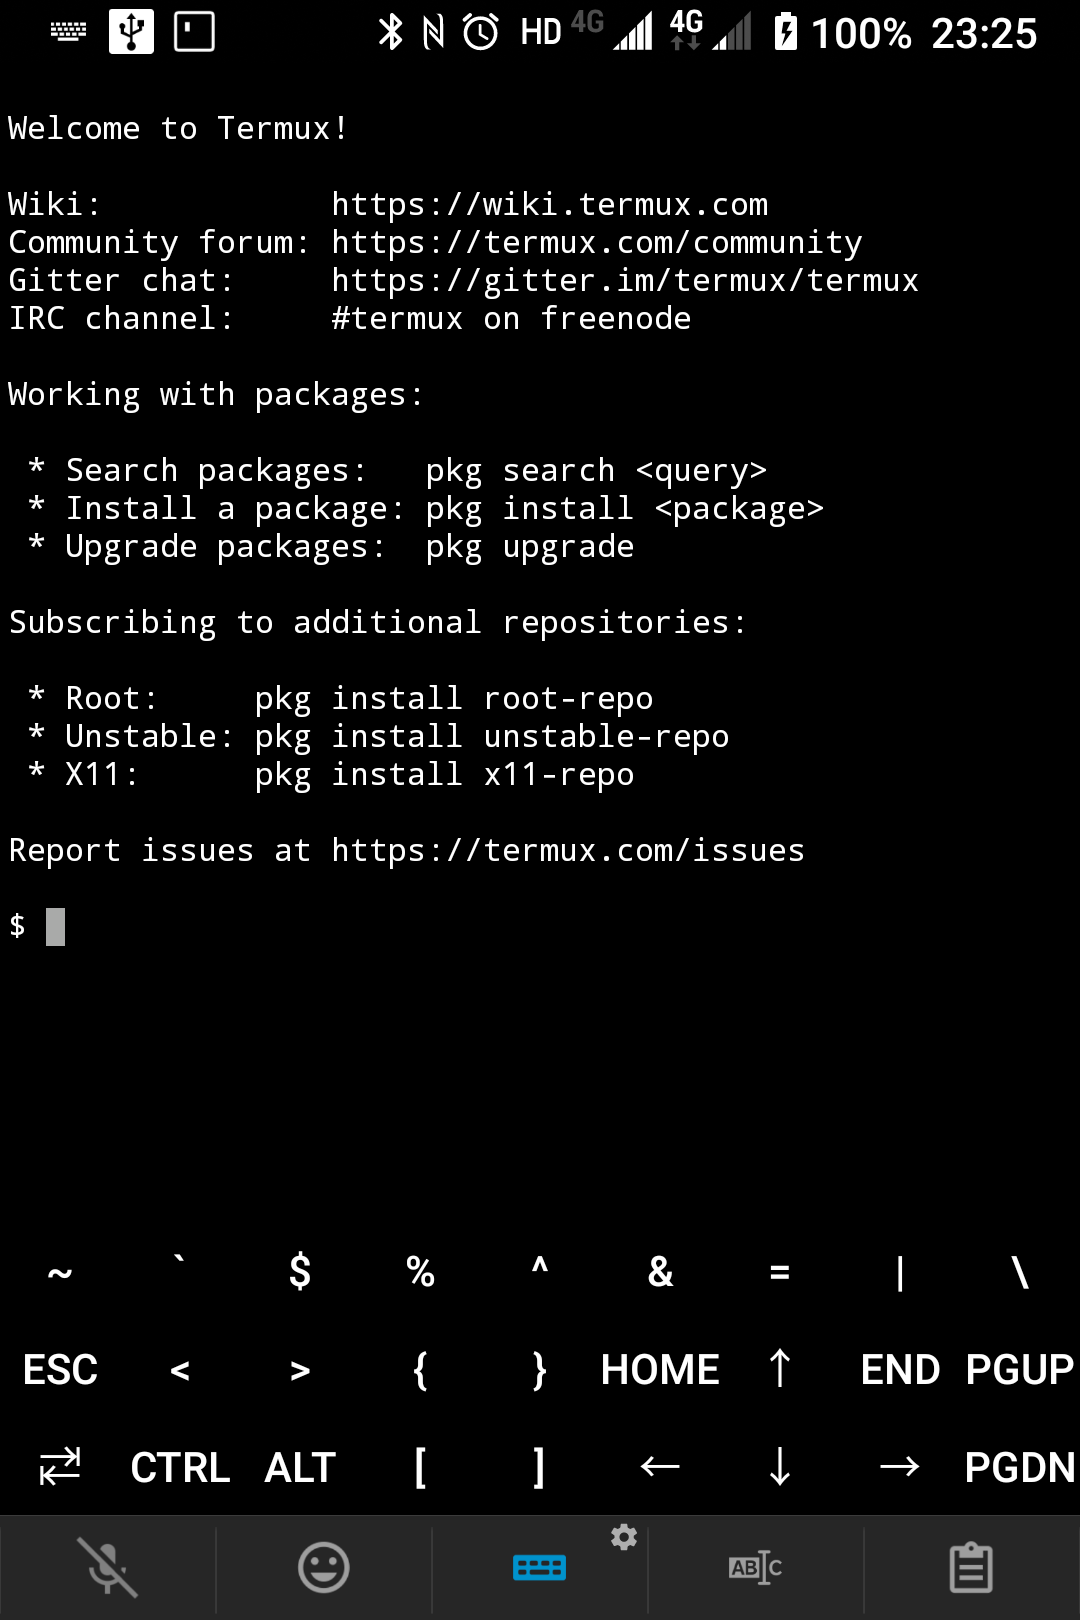 HD 4G 4G 100% 23:25
Welcome to Termux!
Wiki: https://wiki.termux.com
Community forum: https://termux.com/community
Gitter chat: https://gitter.im/termux/termux
IRC channel: #termux on freenode
Working with packages:
* Search packages: pkg search <query>
* Install a package: pkg install <package>
* Upgrade packages: pkg upgrade
Subscribing to additional repositories:
* Root: pkg install root-repo
* Unstable: pkg install unstable-repo
* X11: pkg install x11-repo
Report issues at https://termux.com/issues
$
~ ` $ % ^ & = | \
ESC < > { } HOME ↑ END PGUP
⇄ CTRL ALT [ ] ← ↓ → PGDN
ABC